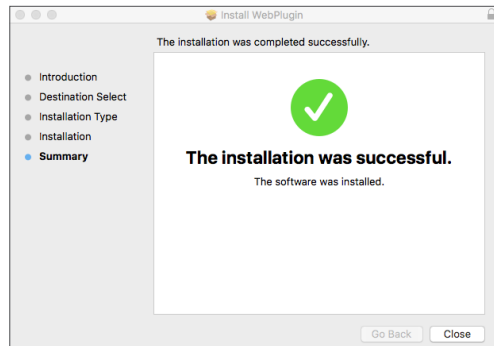 Install WebPlugin
The installation was completed successfully.
Introduction
Destination Select
Installation Type
Installation
Summary
The installation was successful.
The software was installed.
Go Back
Close